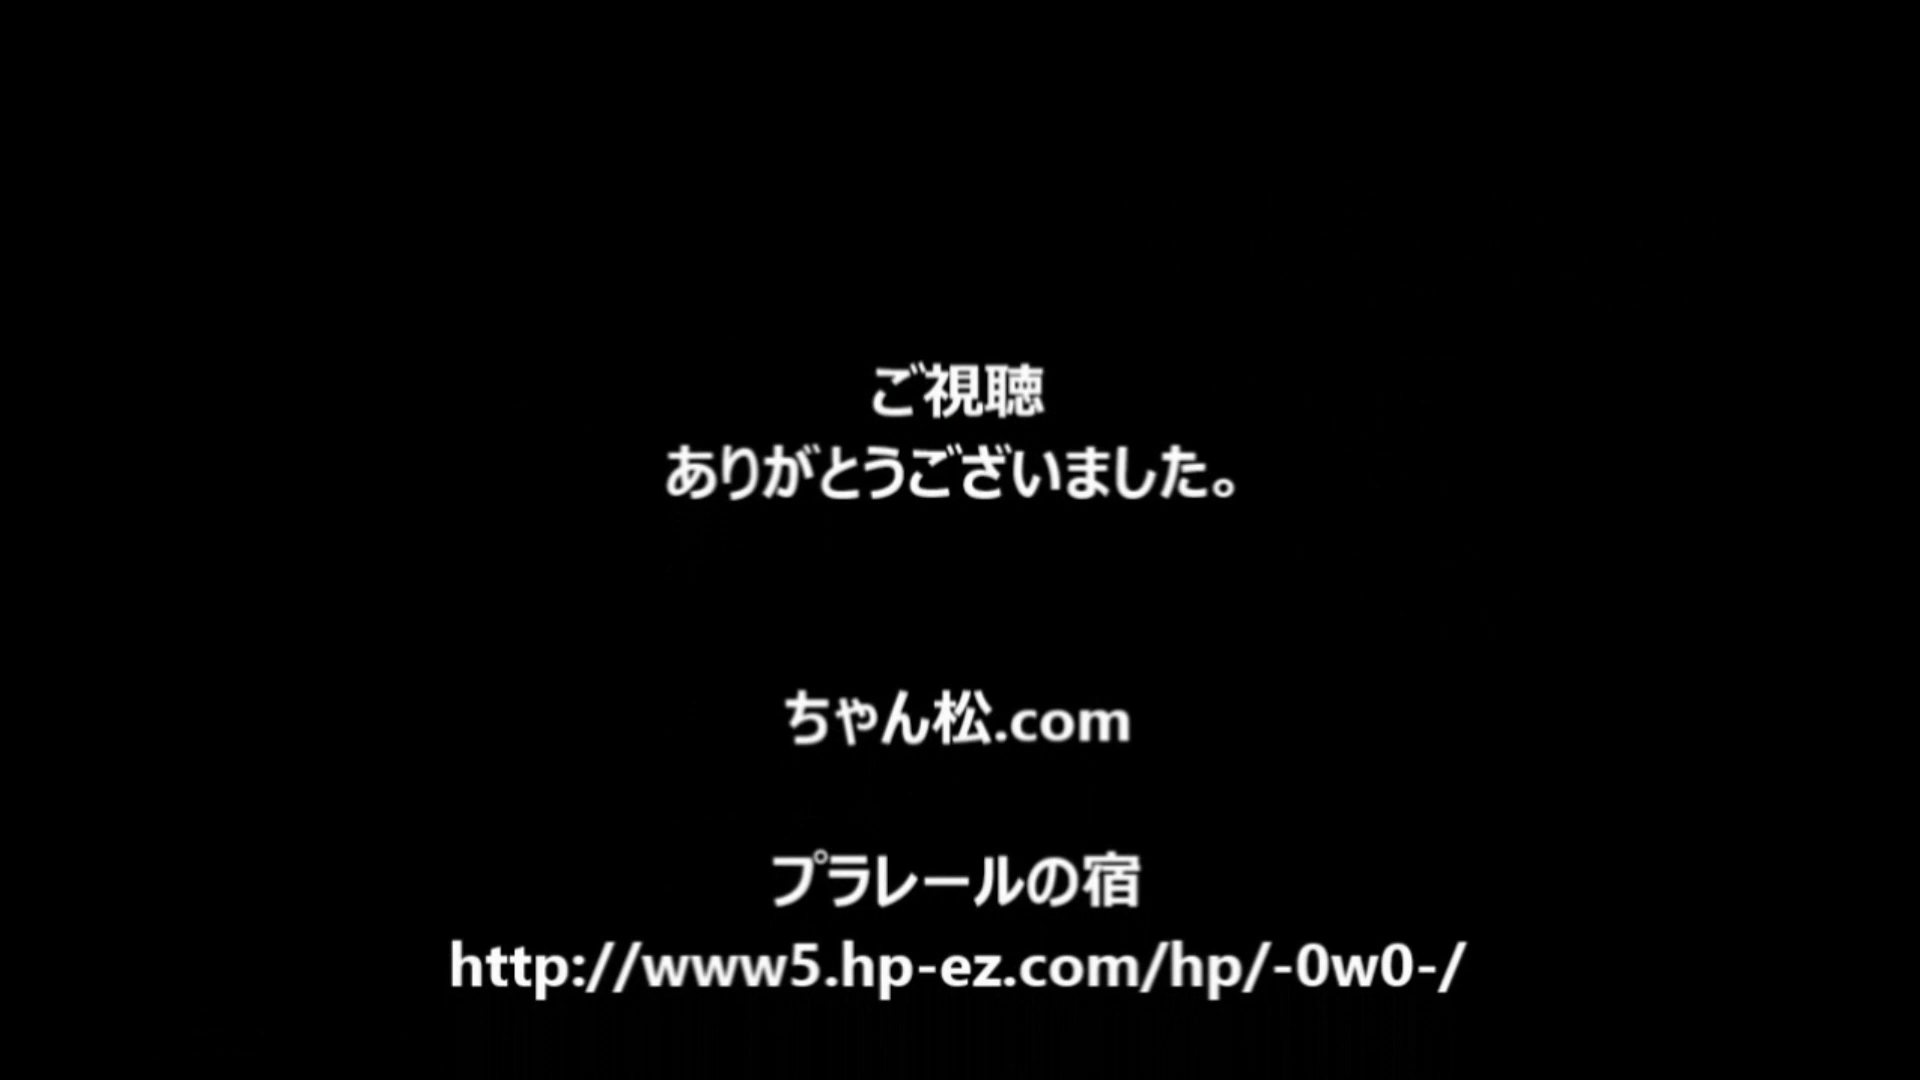 ご視聴
ありがとうございました。
ちゃん松.com
プラレールの宿
http://www5.hp-ez.com/hp/-0w0-/